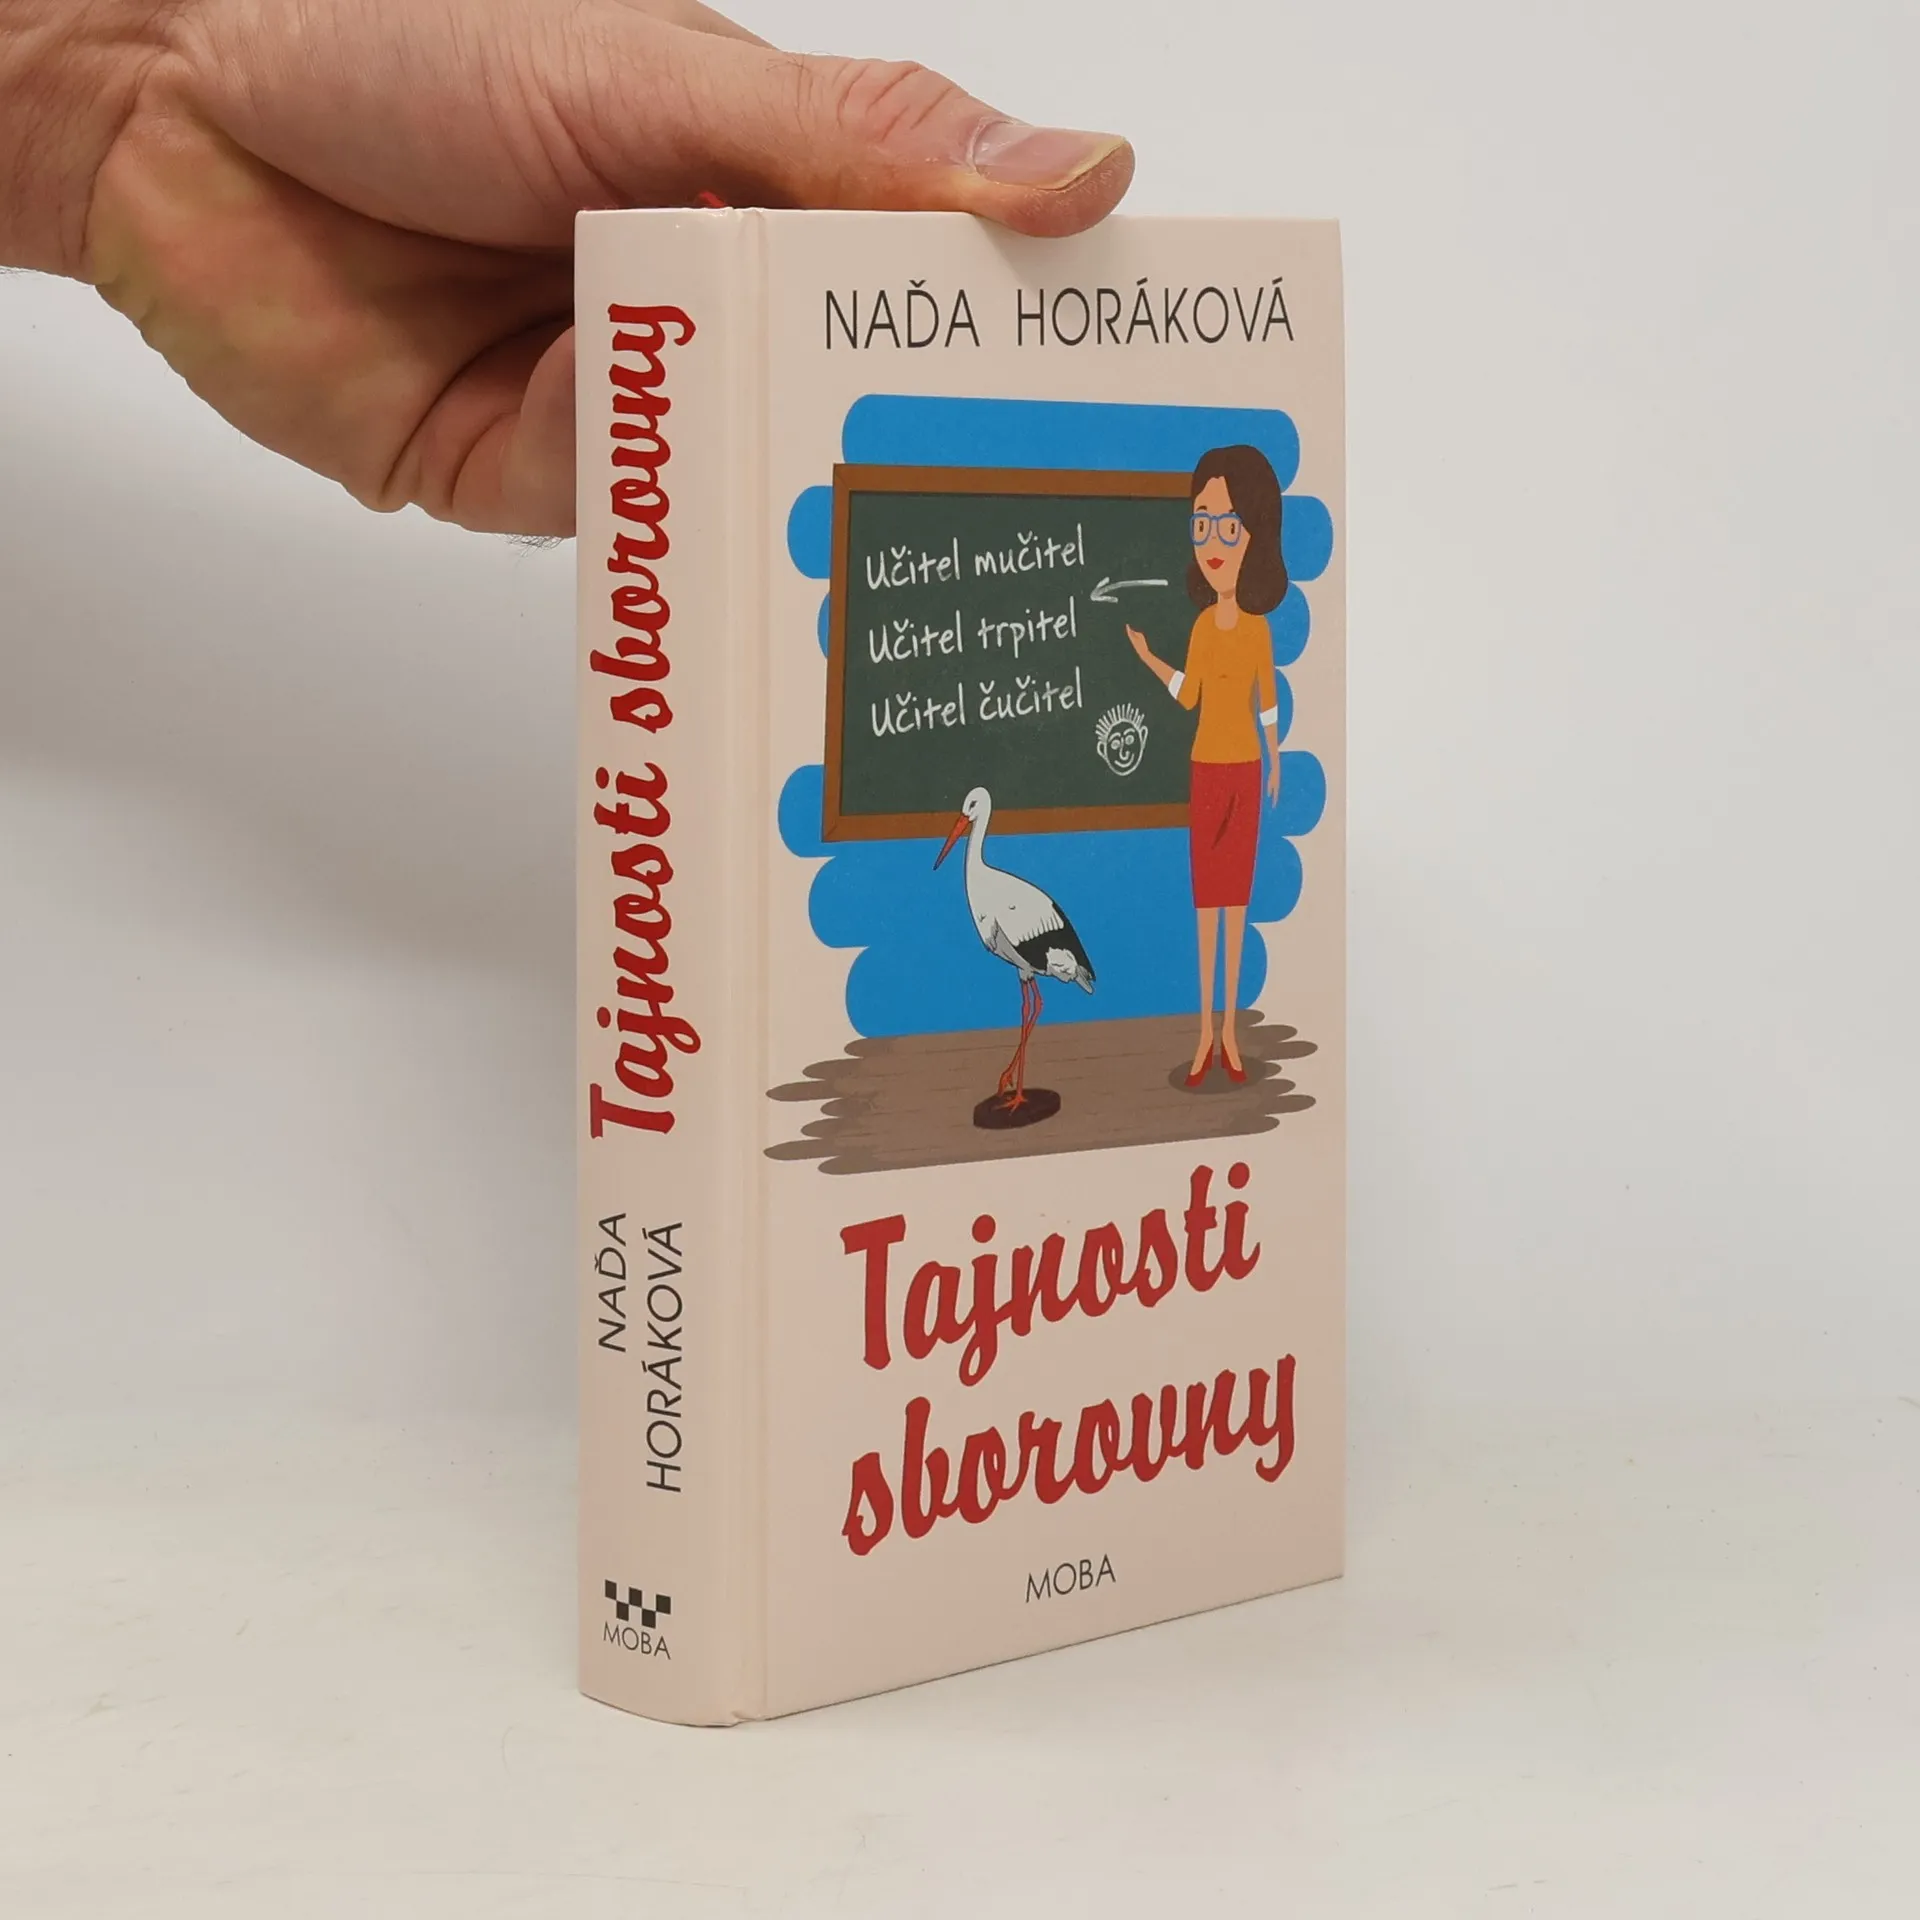 NAĎA HORÁKOVÁ
Učitel mučitel
Učitel trpitel
Učitel čučitel
Tajnosti
sborovny
MOBA
Tajnosti sborovny
NAĎA
HORÁKOVÁ
MOBA